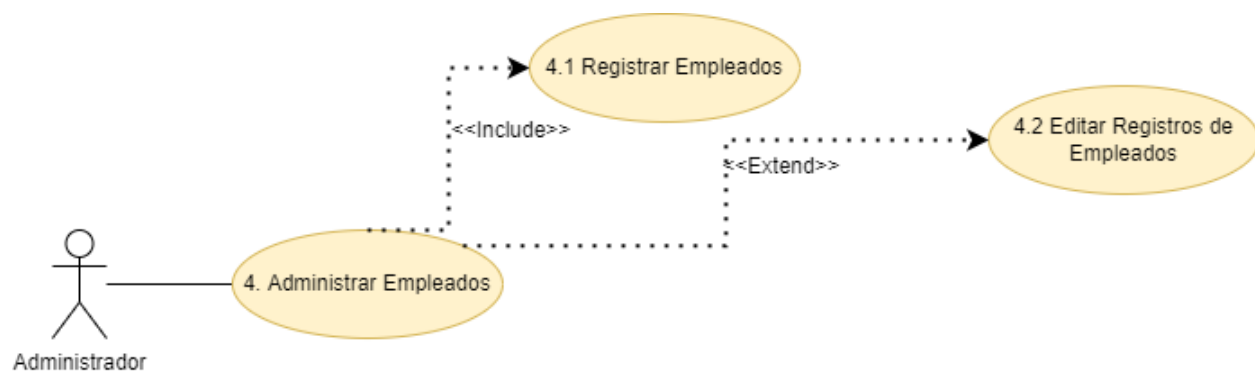 4.1 Registrar Empleados
<<Include>>
4.2 Editar Registros de
Empleados
<<Extend>>
4. Administrar Empleados
Administrador